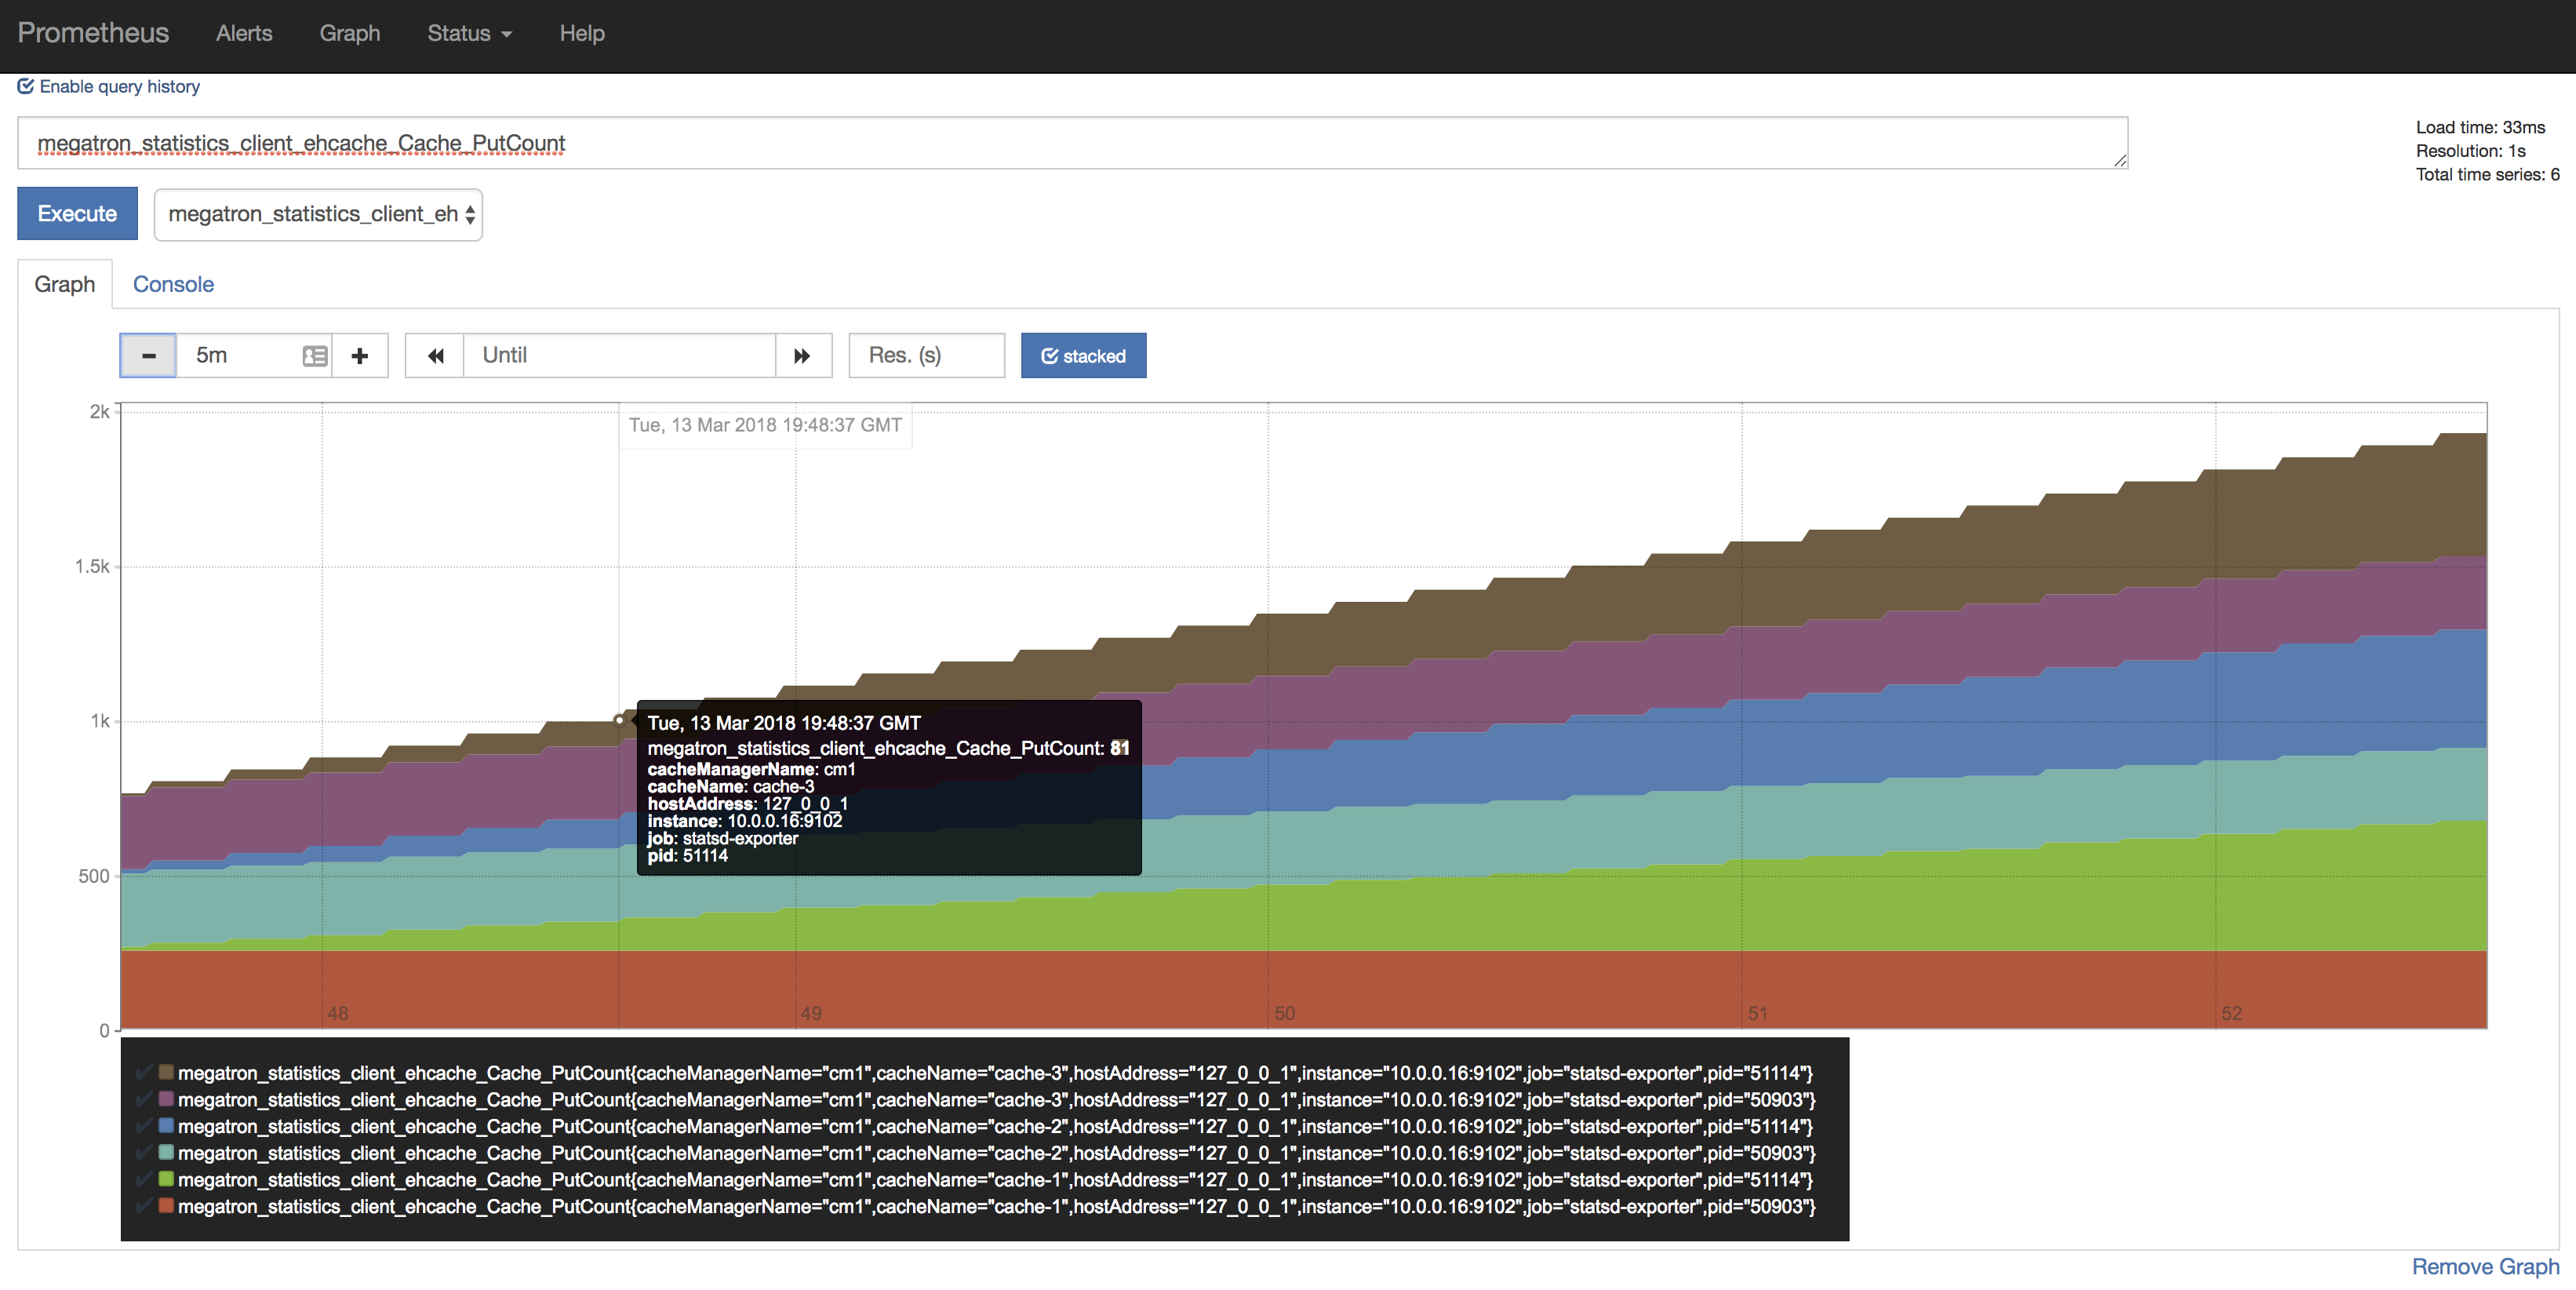 Prometheus Alerts Graph Status Help
Enable query history
megatron_statistics_client_ehcache_Cache_PutCount
Load time: 33ms
Resolution: 1s
Total time series: 6
Execute megatron_statistics_client_eh
Graph Console
5m Until Res. (s) stacked
2k
1.5k
1k
500
0
Tue, 13 Mar 2018 19:48:37 GMT
Tue, 13 Mar 2018 19:48:37 GMT
megatron_statistics_client_ehcache_Cache_PutCount: 81
cacheManagerName: cm1
cacheName: cache-3
hostAddress: 127_0_0_1
instance: 10.0.0.16:9102
job: statsd-exporter
pid: 51114
48 49 50 51 52
megatron_statistics_client_ehcache_Cache_PutCount{cacheManagerName="cm1",cacheName="cache-3",hostAddress="127_0_0_1",instance="10.0.0.16:9102",job="statsd-exporter",pid="51114"}
megatron_statistics_client_ehcache_Cache_PutCount{cacheManagerName="cm1",cacheName="cache-3",hostAddress="127_0_0_1",instance="10.0.0.16:9102",job="statsd-exporter",pid="50903"}
megatron_statistics_client_ehcache_Cache_PutCount{cacheManagerName="cm1",cacheName="cache-2",hostAddress="127_0_0_1",instance="10.0.0.16:9102",job="statsd-exporter",pid="51114"}
megatron_statistics_client_ehcache_Cache_PutCount{cacheManagerName="cm1",cacheName="cache-2",hostAddress="127_0_0_1",instance="10.0.0.16:9102",job="statsd-exporter",pid="50903"}
megatron_statistics_client_ehcache_Cache_PutCount{cacheManagerName="cm1",cacheName="cache-1",hostAddress="127_0_0_1",instance="10.0.0.16:9102",job="statsd-exporter",pid="51114"}
megatron_statistics_client_ehcache_Cache_PutCount{cacheManagerName="cm1",cacheName="cache-1",hostAddress="127_0_0_1",instance="10.0.0.16:9102",job="statsd-exporter",pid="50903"}
Remove Graph